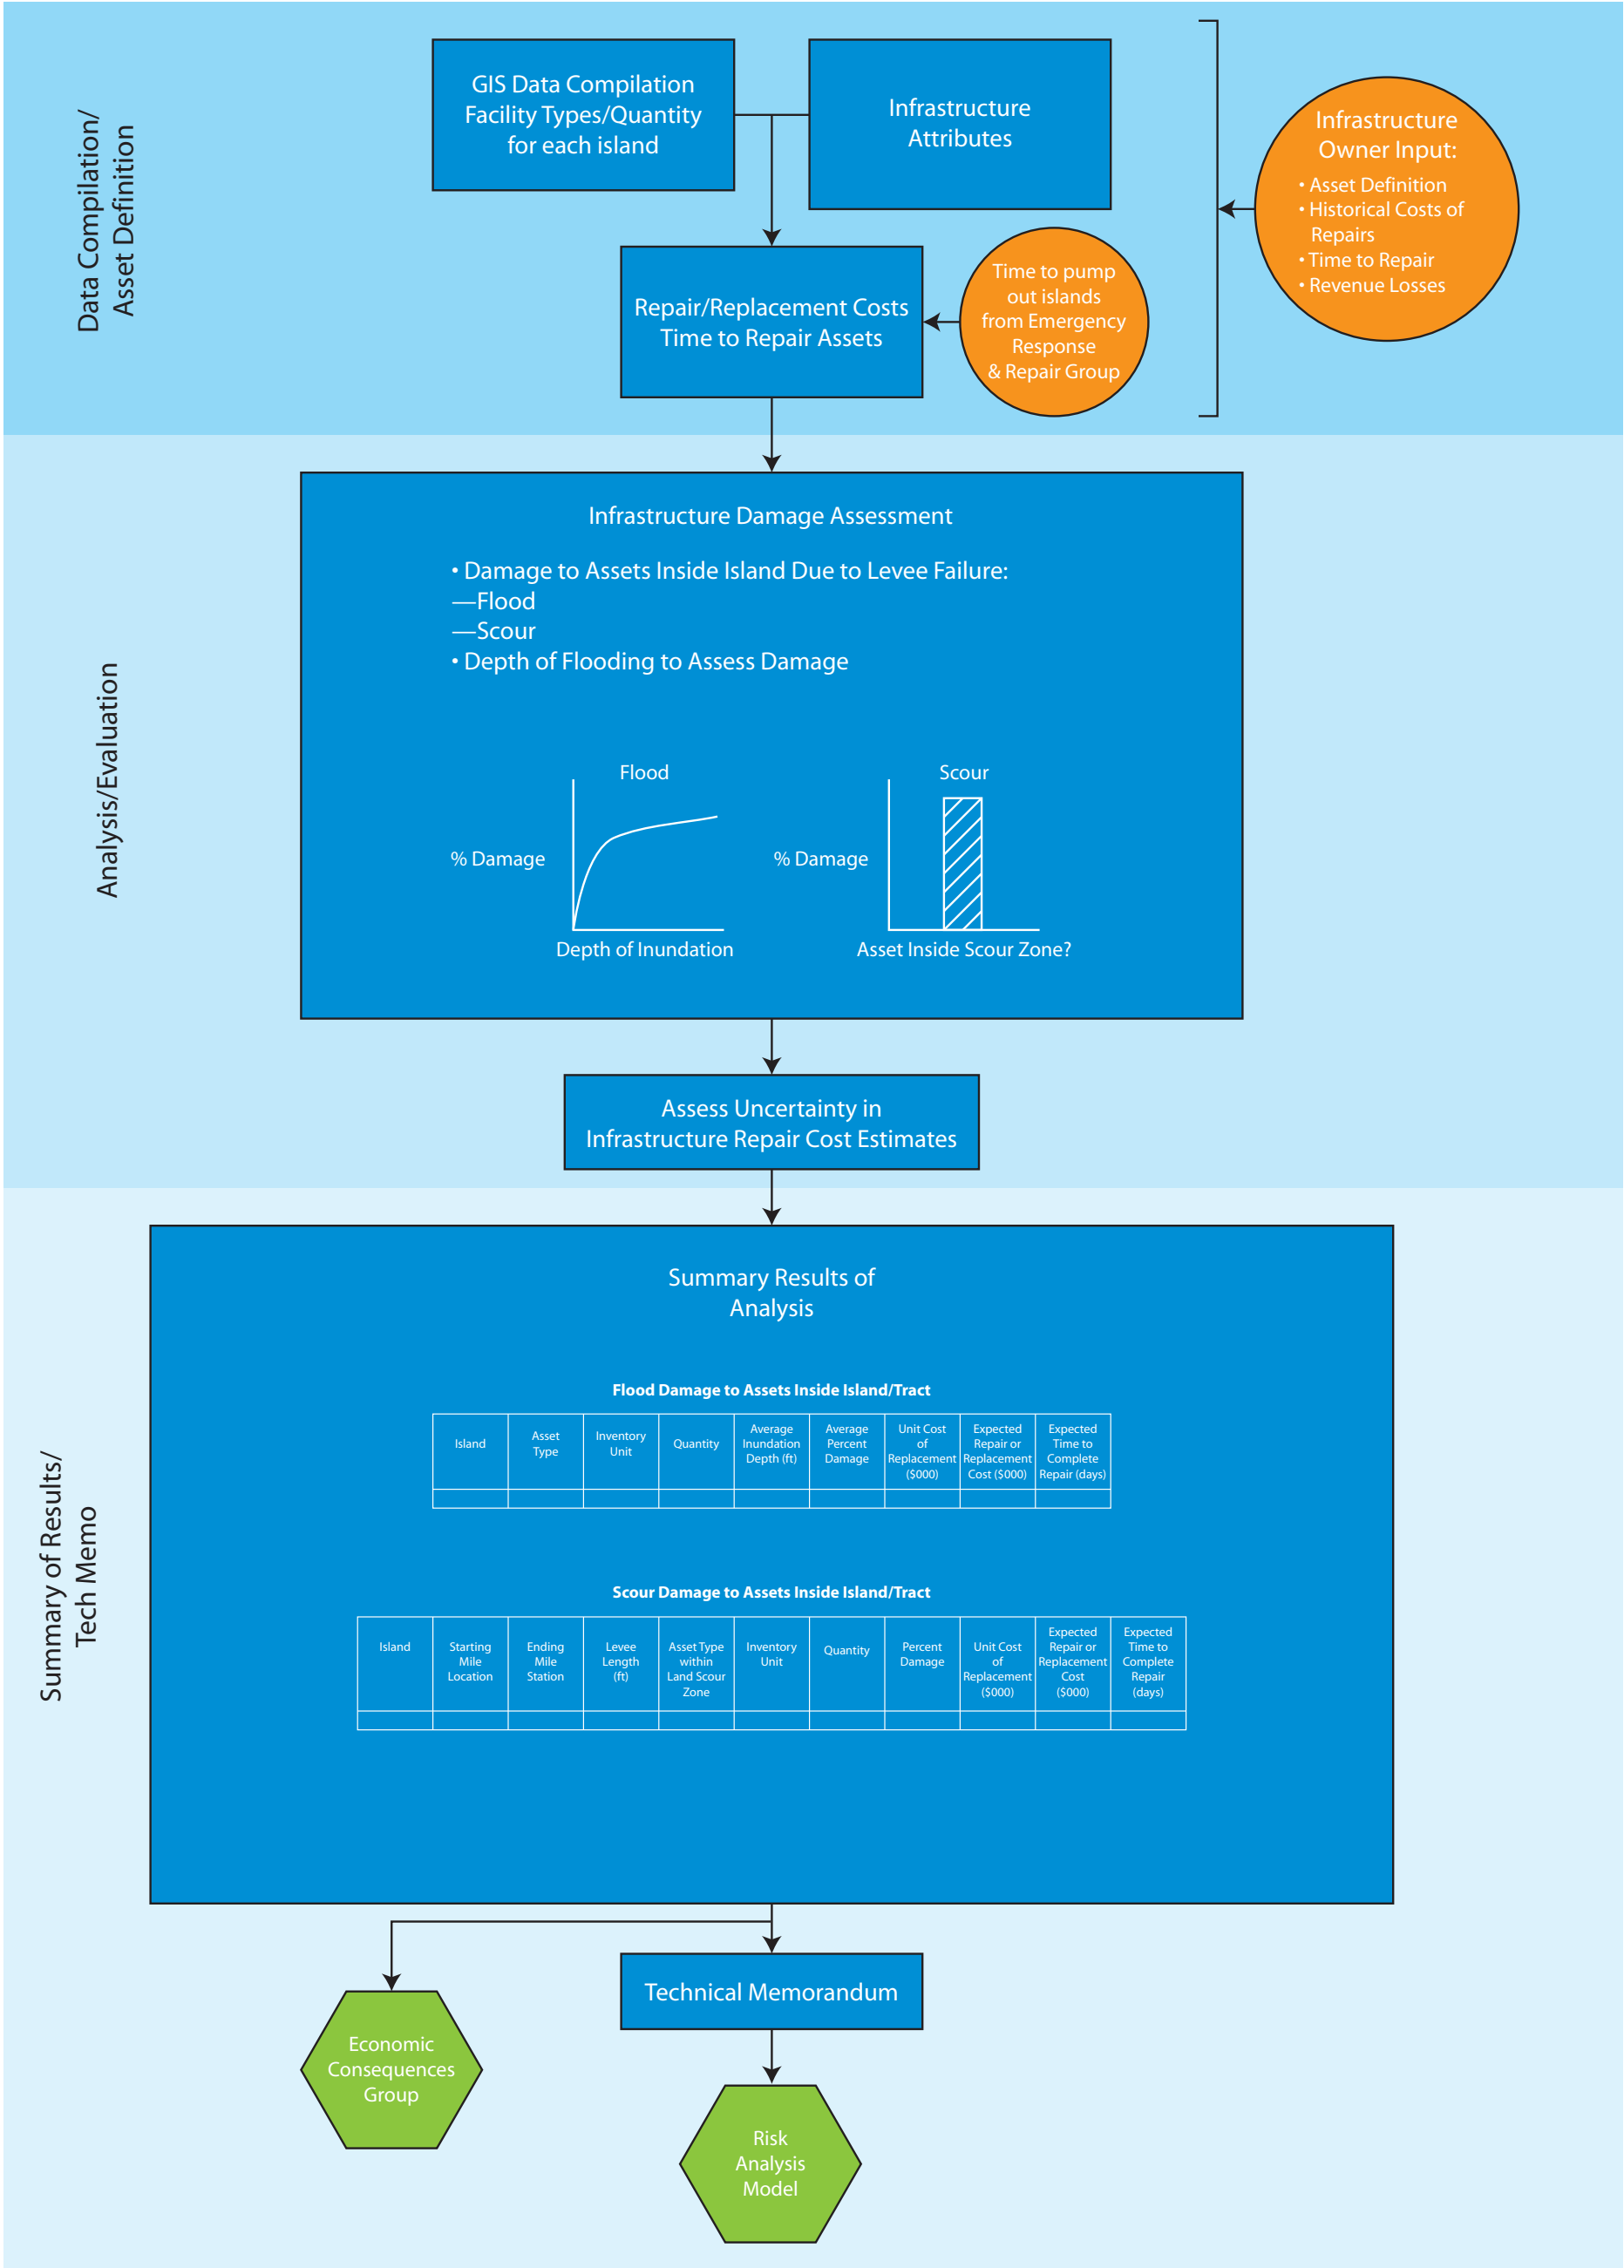 Data Compilation/
Asset Definition
GIS Data Compilation
Facility Types/Quantity
for each island
Infrastructure
Attributes
Infrastructure
Owner Input:
• Asset Definition
• Historical Costs of
Repairs
• Time to Repair
• Revenue Losses
Repair/Replacement Costs
Time to Repair Assets
Time to pump
out islands
from Emergency
Response
& Repair Group
Analysis/Evaluation
Infrastructure Damage Assessment
• Damage to Assets Inside Island Due to Levee Failure:
—Flood
—Scour
• Depth of Flooding to Assess Damage
Flood
% Damage
Depth of Inundation
Scour
% Damage
Asset Inside Scour Zone?
Assess Uncertainty in
Infrastructure Repair Cost Estimates
Summary of Results/
Tech Memo
Summary Results of
Analysis
Flood Damage to Assets Inside Island/Tract
Island
Asset
Type
Inventory
Unit
Quantity
Average
Inundation
Depth (ft)
Average
Percent
Damage
Unit Cost
of
Replacement
($000)
Expected
Repair or
Replacement
Cost ($000)
Expected
Time to
Complete
Repair (days)
Scour Damage to Assets Inside Island/Tract
Island
Starting
Mile
Location
Ending
Mile
Station
Levee
Length
(ft)
Asset Type
within
Land Scour
Zone
Inventory
Unit
Quantity
Percent
Damage
Unit Cost
of
Replacement
($000)
Expected
Repair or
Replacement
Cost
($000)
Expected
Time to
Complete
Repair
(days)
Technical Memorandum
Economic
Consequences
Group
Risk
Analysis
Model